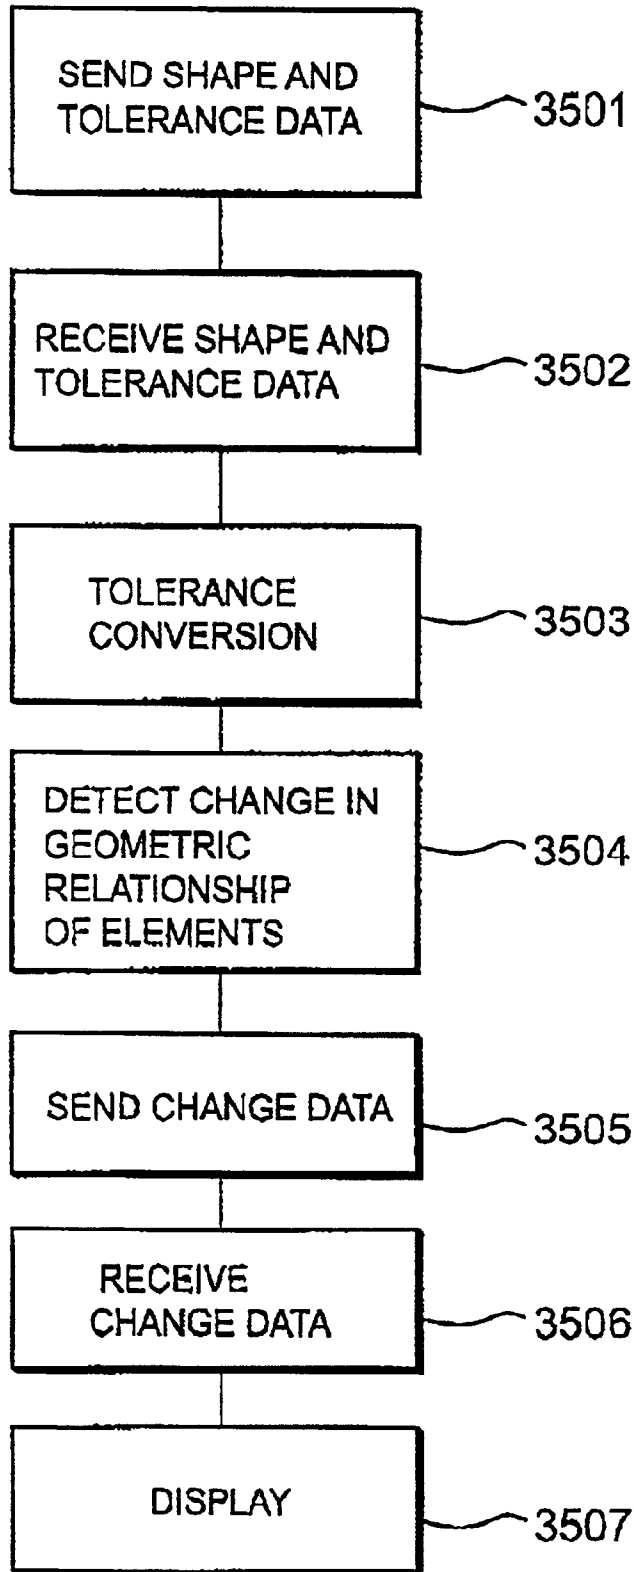 SEND SHAPE AND
TOLERANCE DATA
3501
RECEIVE SHAPE AND
TOLERANCE DATA
3502
TOLERANCE
CONVERSION
3503
DETECT CHANGE IN
GEOMETRIC
RELATIONSHIP
OF ELEMENTS
3504
SEND CHANGE DATA
3505
RECEIVE
CHANGE DATA
3506
DISPLAY
3507